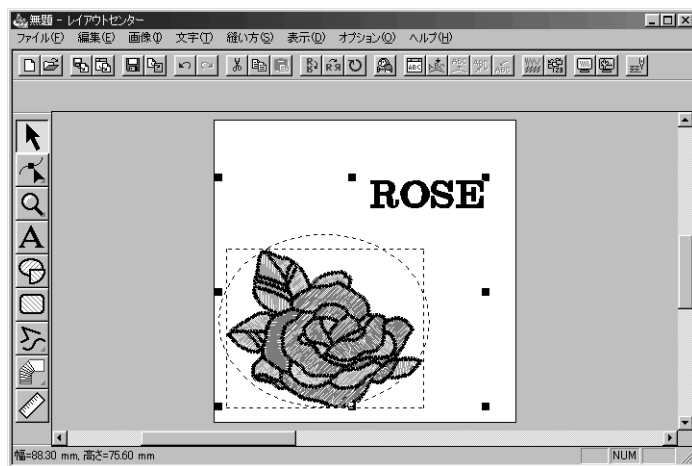 無題 - レイアウトセンター
ファイル(F) 編集(E) 画像(I) 文字(T) 縫い方(S) 表示(D) オプション(O) ヘルプ(H)
A
ROSE
幅=88.30 mm, 高さ=75.60 mm NUM